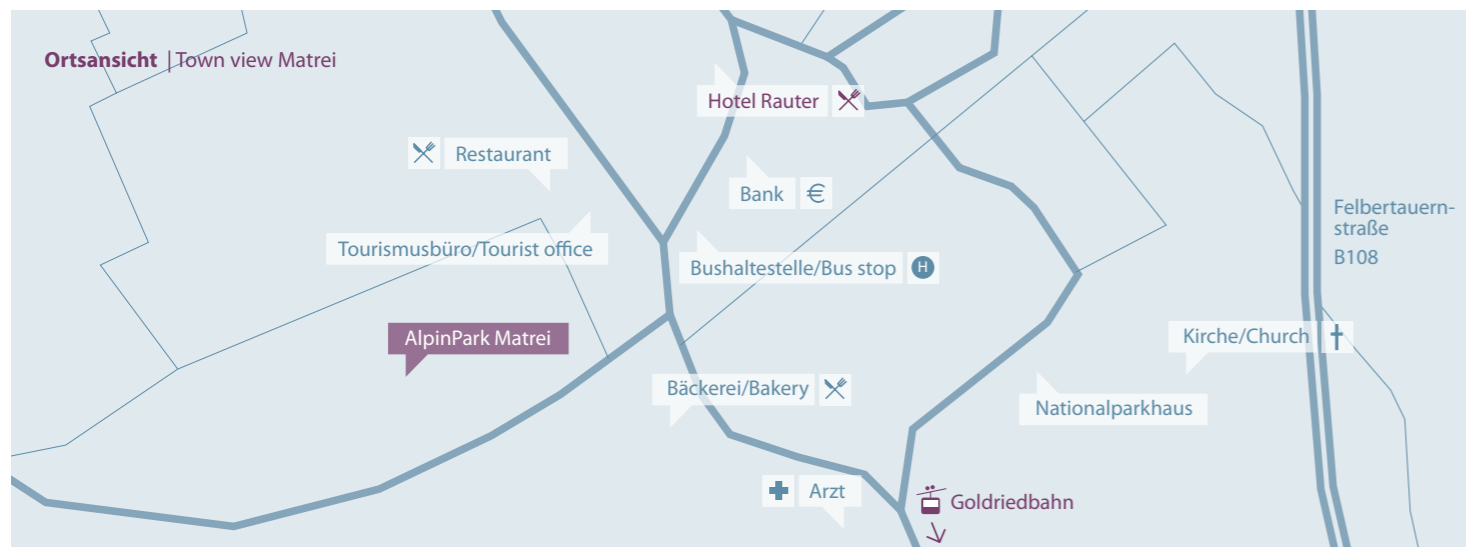 Ortsansicht | Town view Matrei
Hotel Rauter
Restaurant
Bank €
Tourismusbüro/Tourist office
Bushaltestelle/Bus stop H
Felbertauern-
straße
B108
AlpinPark Matrei
Kirche/Church
Bäckerei/Bakery
Nationalparkhaus
Arzt
Goldriedbahn